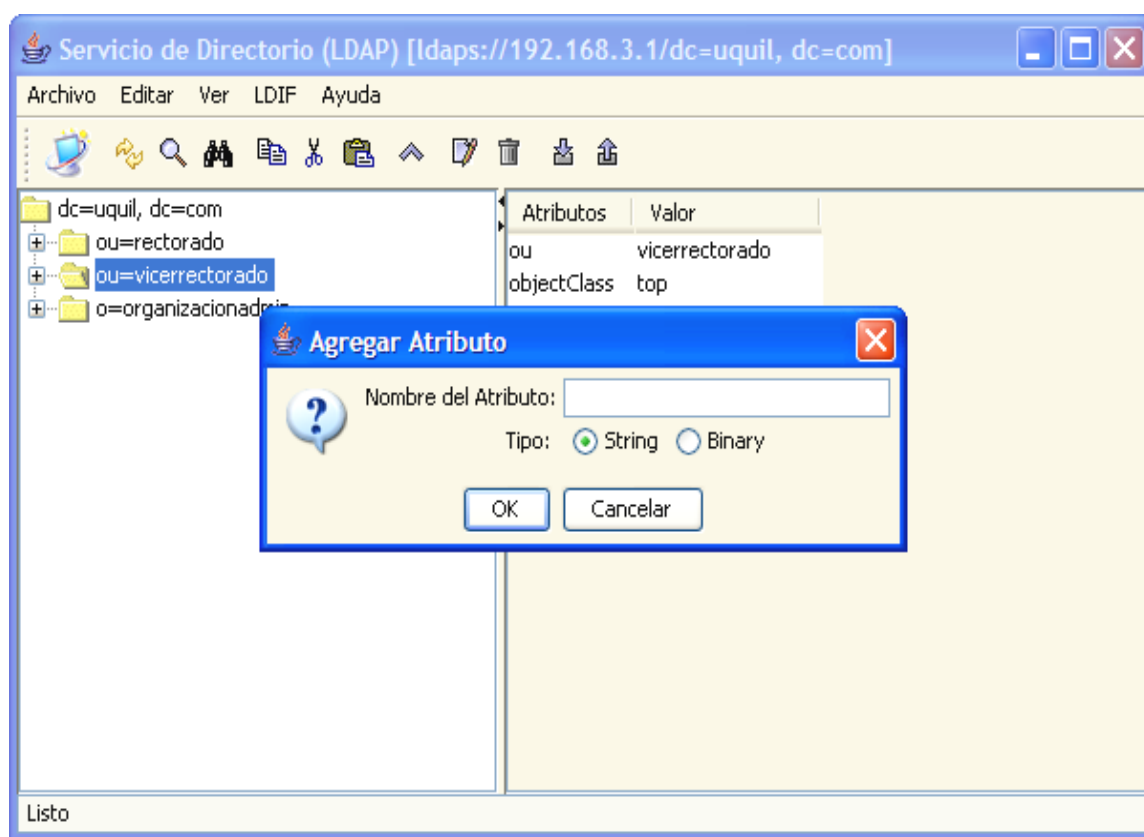 Servicio de Directorio (LDAP) [ldaps://192.168.3.1/dc=uquil, dc=com]
Archivo Editar Ver LDIF Ayuda
dc=uquil, dc=com
ou=rectorado
ou=vicerrectorado
Atributos Valor
ou vicerrectorado
objectClass top
Agregar Atributo
Nombre del Atributo:
Tipo: String Binary
OK Cancelar
Listo